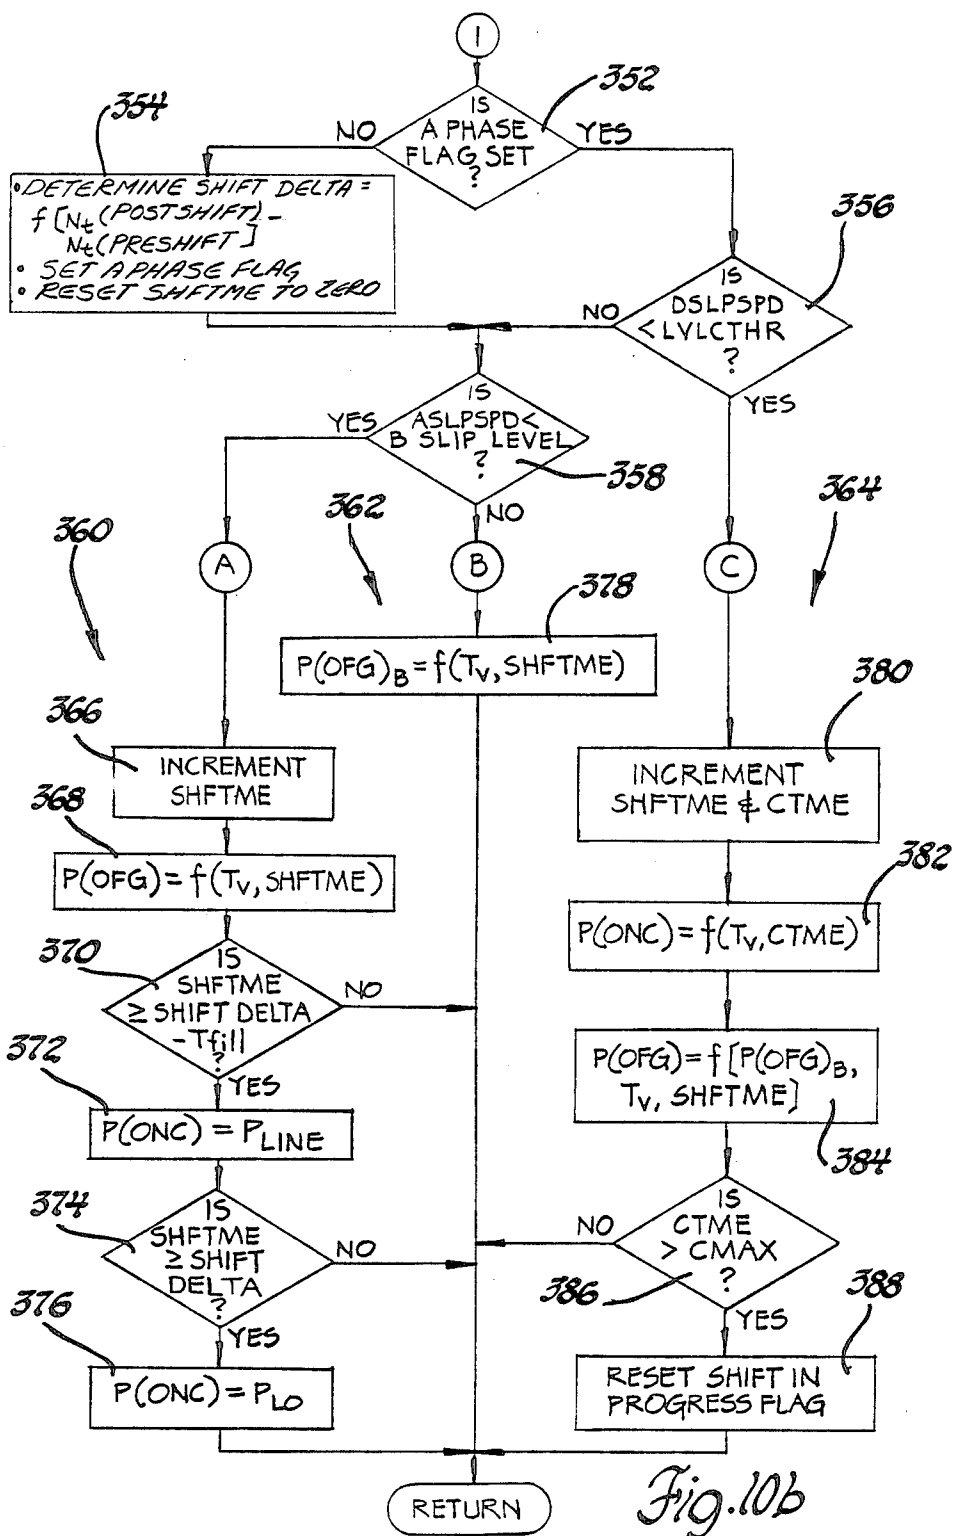 1
352
354
IS
A PHASE
FLAG SET
?
NO
YES
• DETERMINE SHIFT DELTA =
f [Nt (POSTSHIFT) -
Nt (PRESHIFT]
• SET A PHASE FLAG
• RESET SHFTME TO ZERO
356
IS
DSLPSPD
< LVLCTHR
?
NO
YES
IS
ASLPSPD <
B SLIP LEVEL
?
YES
358
NO
360
362
364
A
B
C
378
P(OFG)B = f(Tv, SHFTME)
366
INCREMENT
SHFTME
380
INCREMENT
SHFTME & CTME
368
P(OFG) = f(Tv, SHFTME)
382
P(ONC) = f(Tv, CTME)
370
IS
SHFTME
≥ SHIFT DELTA
- Tfill
?
NO
YES
P(OFG) = f [P(OFG)B,
Tv, SHFTME]
384
372
P(ONC) = PLINE
374
IS
SHFTME
≥ SHIFT
DELTA
?
NO
YES
IS
CTME
> CMAX
?
NO
386
YES
376
P(ONC) = PLO
388
RESET SHIFT IN
PROGRESS FLAG
RETURN
Fig. 10b